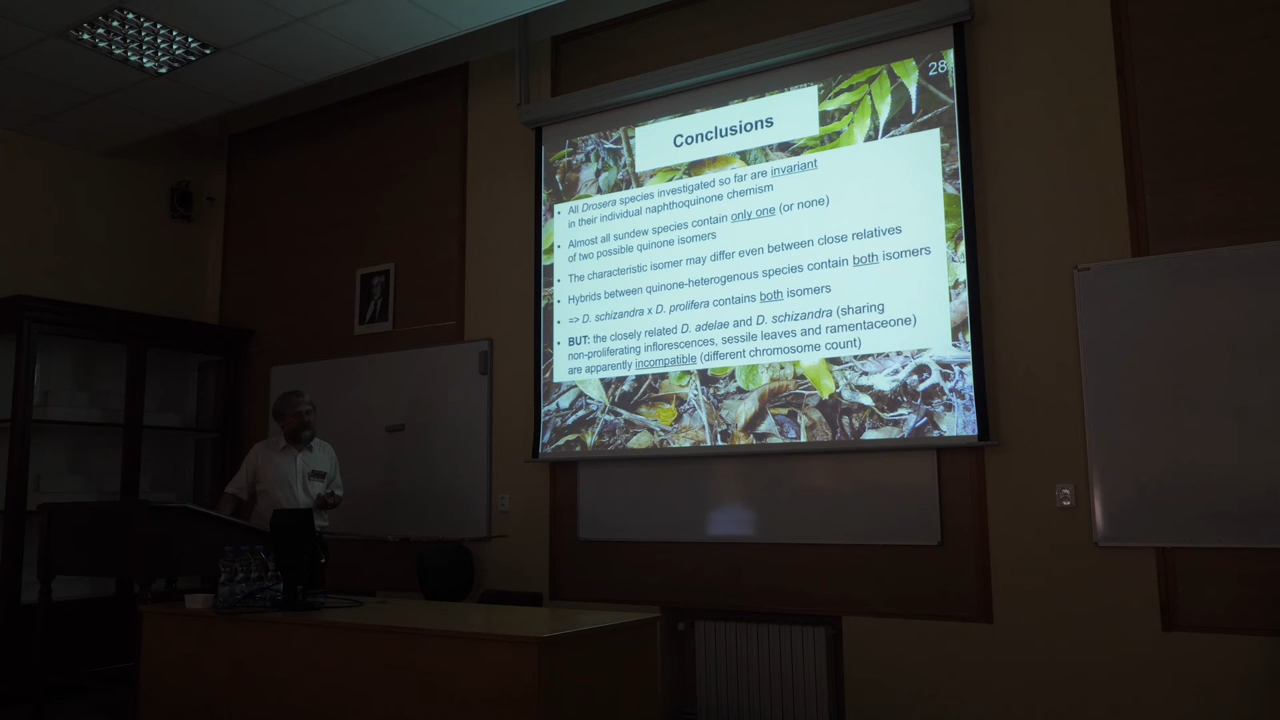 28
Conclusions
• All Drosera species investigated so far are invariant
in their individual naphthoquinone chemism
• Almost all sundew species contain only one (or none)
of two possible quinone isomers
• The characteristic isomer may differ even between close relatives
• Hybrids between quinone-heterogenous species contain both isomers
• => D. schizandra x D. prolifera contains both isomers
• BUT: the closely related D. adelae and D. schizandra (sharing
non-proliferating inflorescences, sessile leaves and ramentaceone)
are apparently incompatible (different chromosome count)